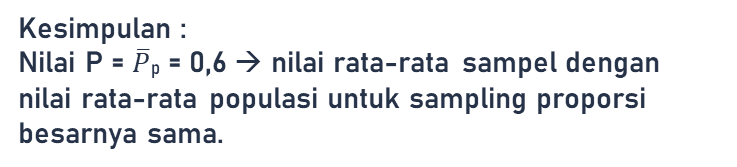 Kesimpulan :
Nilai P = P̅ₚ = 0,6 → nilai rata-rata sampel dengan
nilai rata-rata populasi untuk sampling proporsi
besarnya sama.